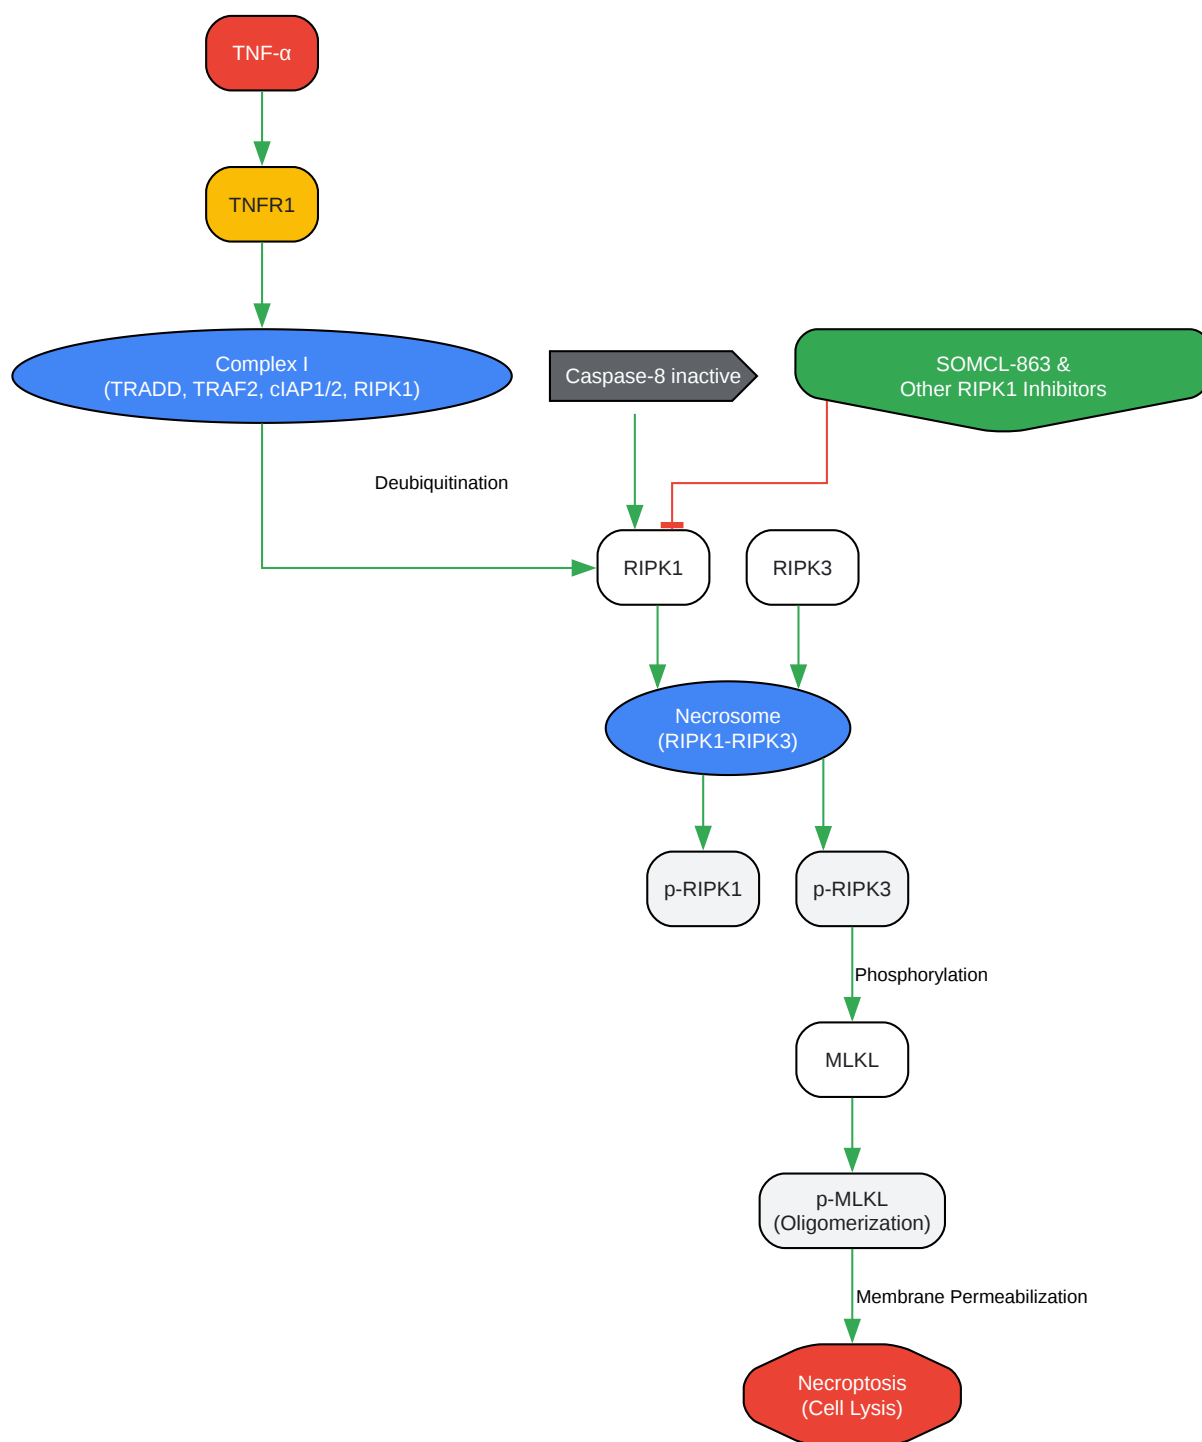 TNF-α
TNFR1
Complex I
(TRADD, TRAF2, cIAP1/2, RIPK1)
Caspase-8 inactive
SOMCL-863 &
Other RIPK1 Inhibitors
Deubiquitination
RIPK1
RIPK3
Necrosome
(RIPK1-RIPK3)
p-RIPK1
p-RIPK3
Phosphorylation
MLKL
p-MLKL
(Oligomerization)
Membrane Permeabilization
Necroptosis
(Cell Lysis)